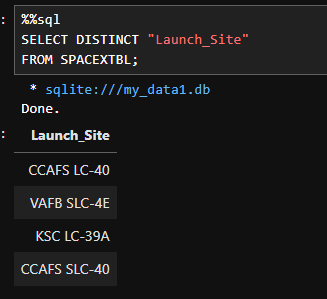 :
%%sql
SELECT DISTINCT "Launch_Site"
FROM SPACEXTBL;
* sqlite:///my_data1.db
Done.
:
Launch_Site
CCAFS LC-40
VAFB SLC-4E
KSC LC-39A
CCAFS SLC-40